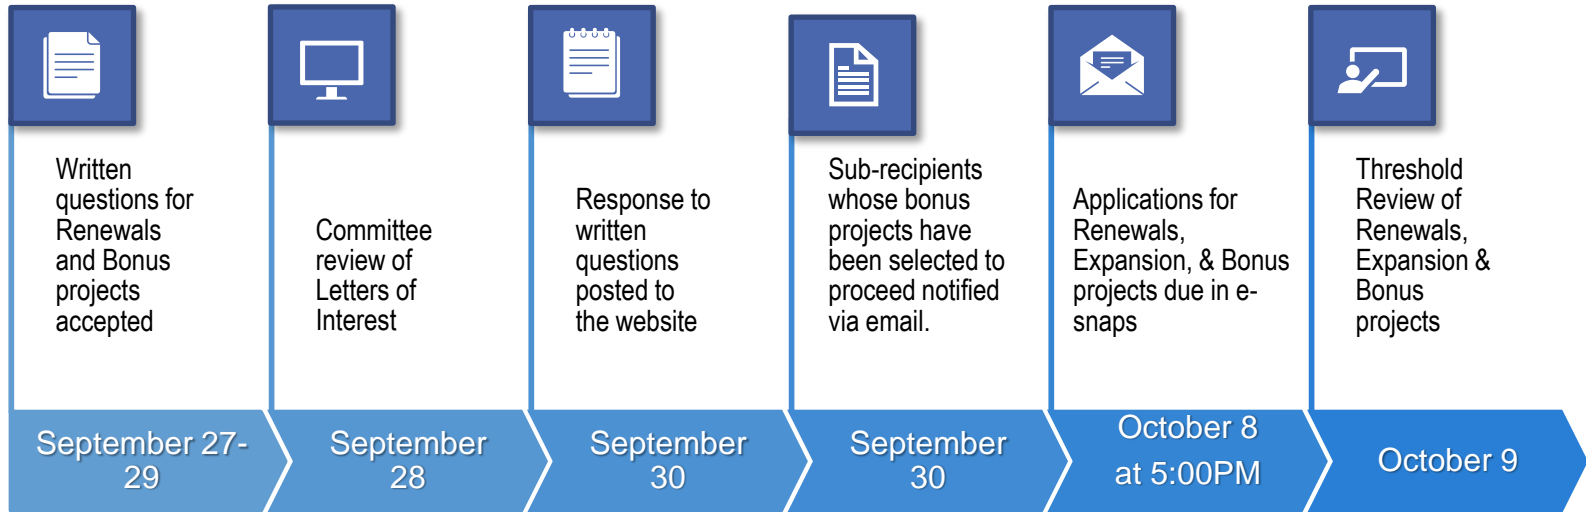 Written
questions for
Renewals
and Bonus
projects
accepted
Committee
review of
Letters of
Interest
Response to
written
questions
posted to
the website
Sub-recipients
whose bonus
projects have
been selected to
proceed notified
via email.
Applications for
Renewals,
Expansion, & Bonus
projects due in e-
snaps
Threshold
Review of
Renewals,
Expansion &
Bonus
projects
September 27-
29
September
28
September
30
September
30
October 8
at 5:00PM
October 9